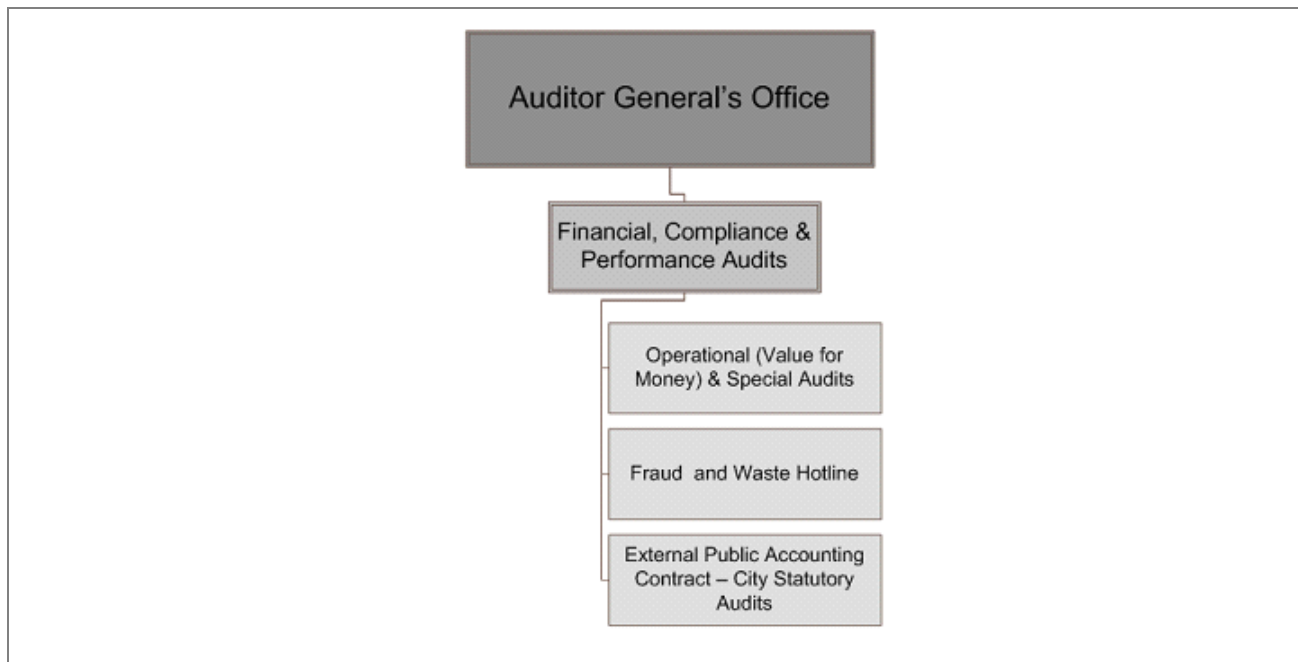 Auditor General’s Office
Financial, Compliance &
Performance Audits
Operational (Value for
Money) & Special Audits
Fraud and Waste Hotline
External Public Accounting
Contract – City Statutory
Audits